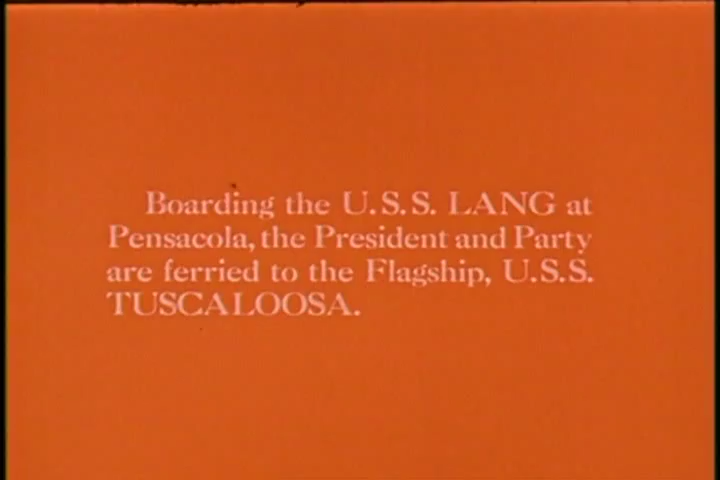 Boarding the U.S.S. LANG at
Pensacola, the President and Party
are ferried to the Flagship, U.S.S.
TUSCALOOSA.